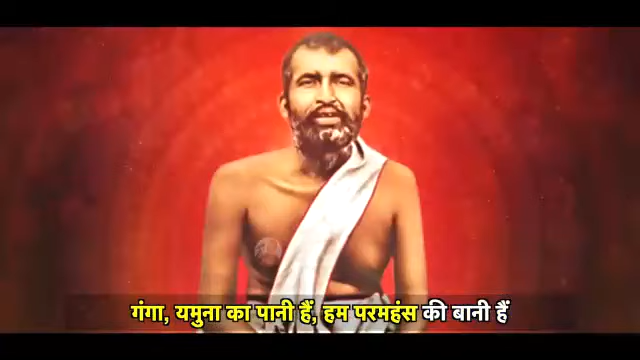 गंगा, यमुना का पानी हैं, हम परमहंस की बानी हैं